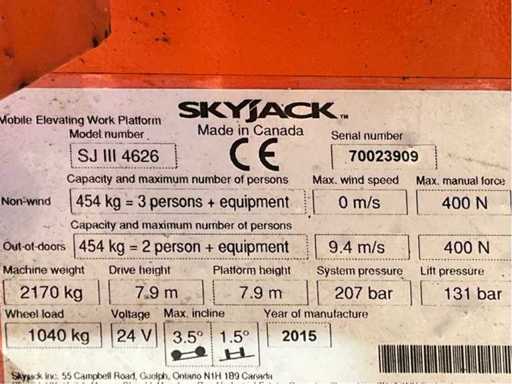 SKYJACK™
Mobile Elevating Work Platform
Made in Canada
Model number Serial number
SJ III 4626 CE 70023909
Capacity and maximum number of persons Max. wind speed Max. manual force
Non-wind 454 kg = 3 persons + equipment 0 m/s 400 N
Capacity and maximum number of persons
Out-of-doors 454 kg = 2 person + equipment 9.4 m/s 400 N
Machine weight Drive height Platform height System pressure Lift pressure
2170 kg 7.9 m 7.9 m 207 bar 131 bar
Wheel load Voltage Max. incline Year of manufacture
1040 kg 24 V 3.5° 1.5° 2015
Skyjack Inc. 55 Campbell Road, Guelph, Ontario N1H 1B9 Canada